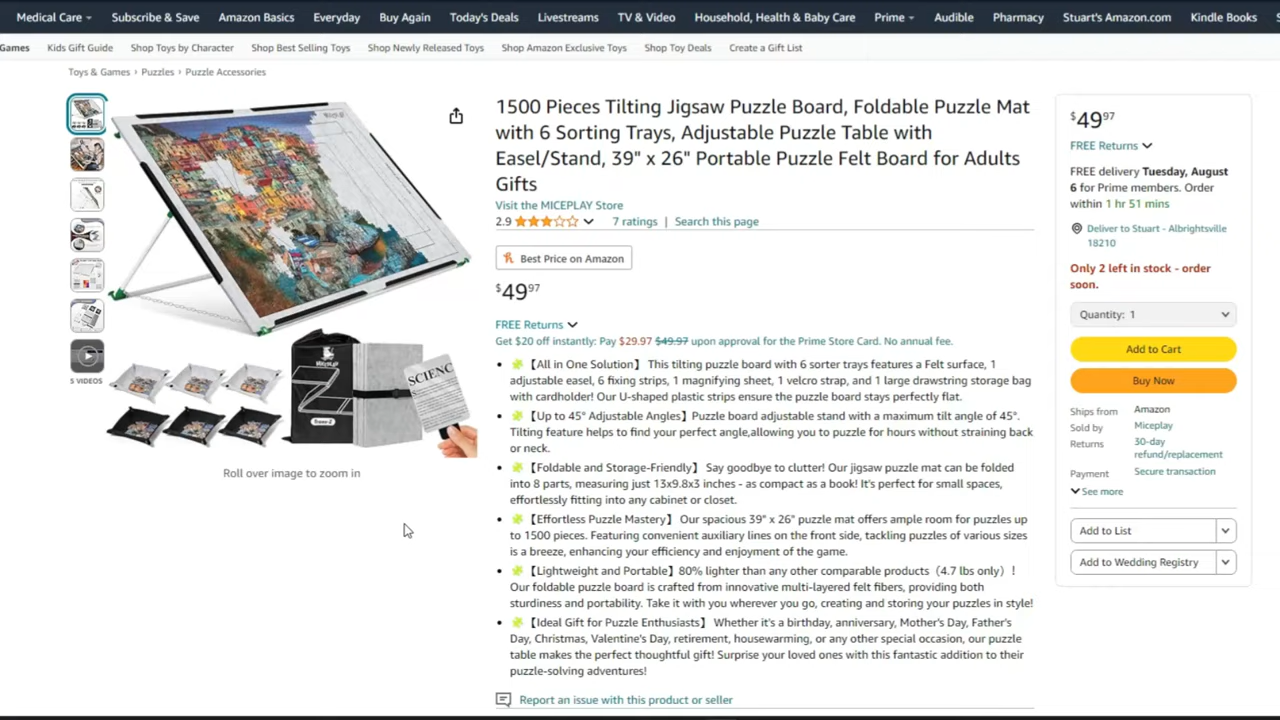 Medical Care
Subscribe & Save
Amazon Basics
Everyday
Buy Again
Today's Deals
Livestreams
TV & Video
Household, Health & Baby Care
Prime
Audible
Pharmacy
Stuart's Amazon.com
Kindle Books
Games
Kids Gift Guide
Shop Toys by Character
Shop Best Selling Toys
Shop Newly Released Toys
Shop Amazon Exclusive Toys
Shop Toy Deals
Create a Gift List
Toys & Games › Puzzles › Puzzle Accessories
5 VIDEOS
SCIENC
Roll over image to zoom in
1500 Pieces Tilting Jigsaw Puzzle Board, Foldable Puzzle Mat
with 6 Sorting Trays, Adjustable Puzzle Table with
Easel/Stand, 39" x 26" Portable Puzzle Felt Board for Adults
Gifts
Visit the MICEPLAY Store
2.9
7 ratings | Search this page
Best Price on Amazon
$4997
FREE Returns
Get $20 off instantly: Pay $29.97 $49.97 upon approval for the Prime Store Card. No annual fee.
• 【All in One Solution】This tilting puzzle board with 6 sorter trays features a Felt surface, 1
adjustable easel, 6 fixing strips, 1 magnifying sheet, 1 velcro strap, and 1 large drawstring storage bag
with cardholder! Our U-shaped plastic strips ensure the puzzle board stays perfectly flat.
• 【Up to 45° Adjustable Angles】Puzzle board adjustable stand with a maximum tilt angle of 45°.
Tilting feature helps to find your perfect angle,allowing you to puzzle for hours without straining back
or neck.
• 【Foldable and Storage-Friendly】Say goodbye to clutter! Our jigsaw puzzle mat can be folded
into 8 parts, measuring just 13x9.8x3 inches - as compact as a book! It's perfect for small spaces,
effortlessly fitting into any cabinet or closet.
• 【Effortless Puzzle Mastery】Our spacious 39" x 26" puzzle mat offers ample room for puzzles up
to 1500 pieces. Featuring convenient auxiliary lines on the front side, tackling puzzles of various sizes
is a breeze, enhancing your efficiency and enjoyment of the game.
• 【Lightweight and Portable】80% lighter than any other comparable products（4.7 lbs only）！
Our foldable puzzle board is crafted from innovative multi-layered felt fibers, providing both
sturdiness and portability. Take it with you wherever you go, creating and storing your puzzles in style!
• 【Ideal Gift for Puzzle Enthusiasts】Whether it's a birthday, anniversary, Mother's Day, Father's
Day, Christmas, Valentine's Day, retirement, housewarming, or any other special occasion, our puzzle
table makes the perfect thoughtful gift! Surprise your loved ones with this fantastic addition to their
puzzle-solving adventures!
Report an issue with this product or seller
$4997
FREE Returns
FREE delivery Tuesday, August
6 for Prime members. Order
within 1 hr 51 mins
Deliver to Stuart - Albrightsville
18210
Only 2 left in stock - order
soon.
Quantity: 1
Add to Cart
Buy Now
Ships from Amazon
Sold by Miceplay
Returns 30-day
refund/replacement
Payment Secure transaction
See more
Add to List
Add to Wedding Registry